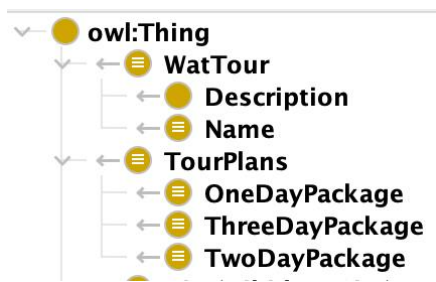 owl:Thing
WatTour
Description
Name
TourPlans
OneDayPackage
ThreeDayPackage
TwoDayPackage